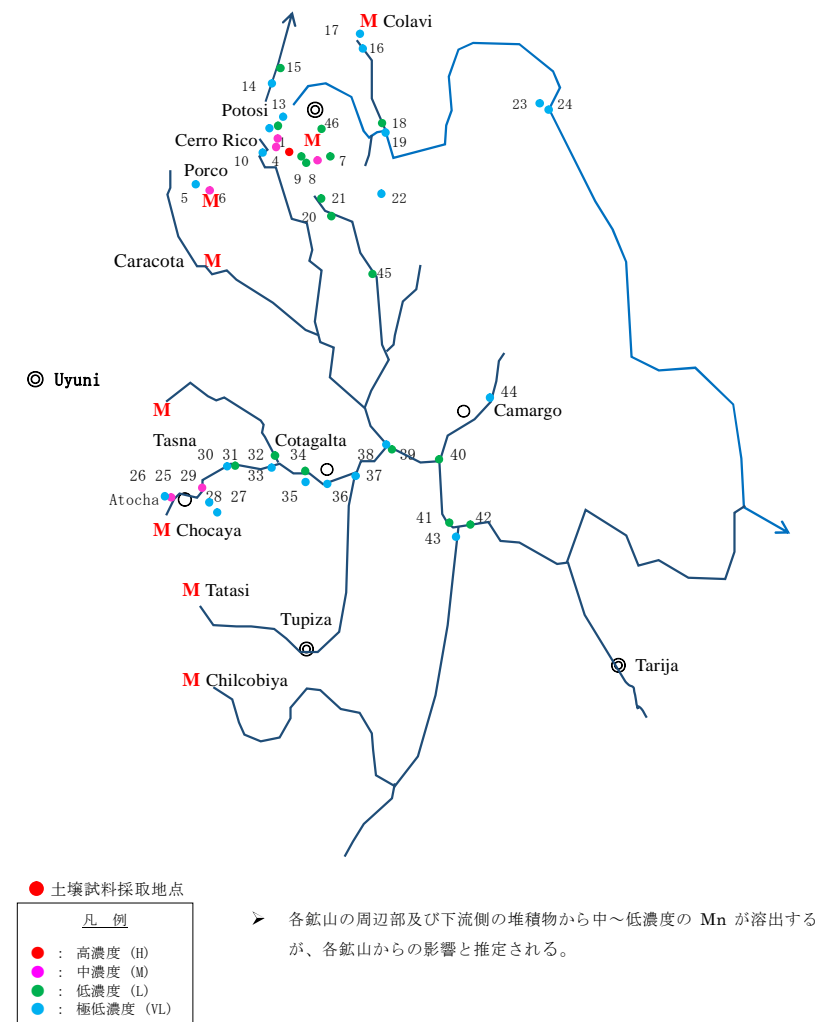 17 M Colavi
16
15
14
Potosi 13
46
18
23 24
Cerro Rico 1 M
19
10 4 7
9 8
Porco
5 6
M
21 22
20
Caracota M
45
Uyuni
M
44
Camargo
Tasna Cotagalta
30 31 32 34 38 39 40
26 25 29 33 37
Atocha 28 27 35 36
M Chocaya
41 42
43
M Tatasi
Tupiza
Tarija
M Chilcobiya
土壌試料採取地点
凡 例
： 高濃度 (H)
： 中濃度 (M)
： 低濃度 (L)
： 極低濃度 (VL)
➢ 各鉱山の周辺部及び下流側の堆積物から中～低濃度の Mn が溶出する
が、各鉱山からの影響と推定される。